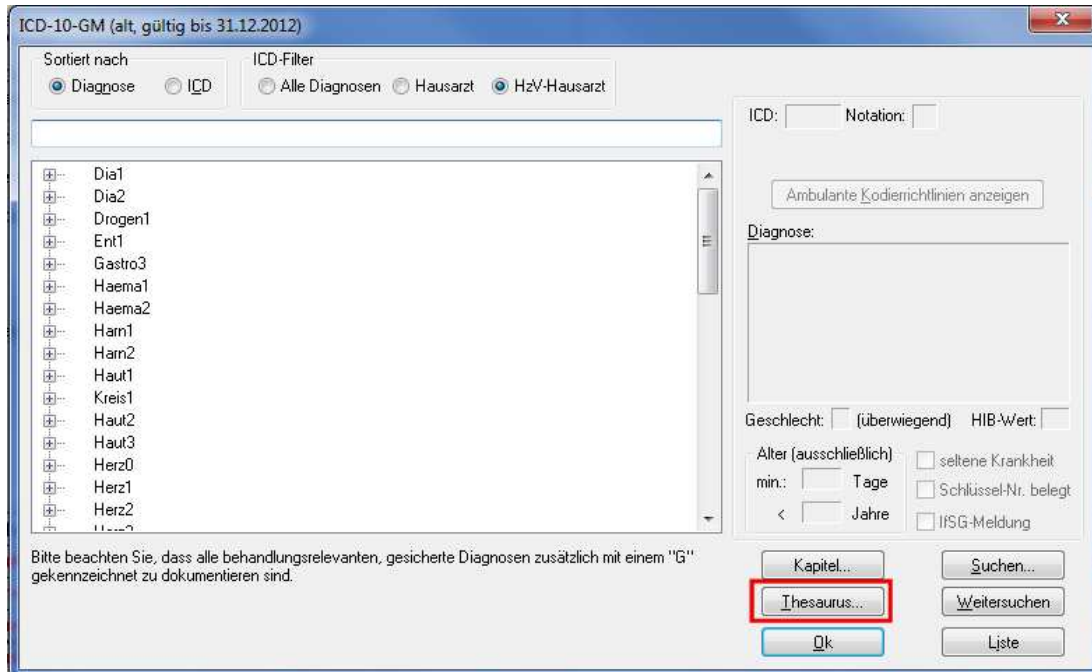 ICD-10-GM (alt, gültig bis 31.12.2012)
Sortiert nach
ICD-Filter
Diagnose
ICD
Alle Diagnosen
Hausarzt
HzV-Hausarzt
ICD:
Notation:
Dia1
Dia2
Drogen1
Ent1
Gastro3
Haema1
Haema2
Harn1
Harn2
Haut1
Kreis1
Haut2
Haut3
Herz0
Herz1
Herz2
Ambulante Kodierrichtlinien anzeigen
Diagnose:
Geschlecht:
(überwiegend)
HIB-Wert:
Alter (ausschließlich)
min.:
Tage
<
Jahre
seltene Krankheit
Schlüssel-Nr. belegt
IfSG-Meldung
Bitte beachten Sie, dass alle behandlungsrelevanten, gesicherte Diagnosen zusätzlich mit einem "G"
gekennzeichnet zu dokumentieren sind.
Kapitel...
Suchen...
Thesaurus...
Weitersuchen
Ok
Liste